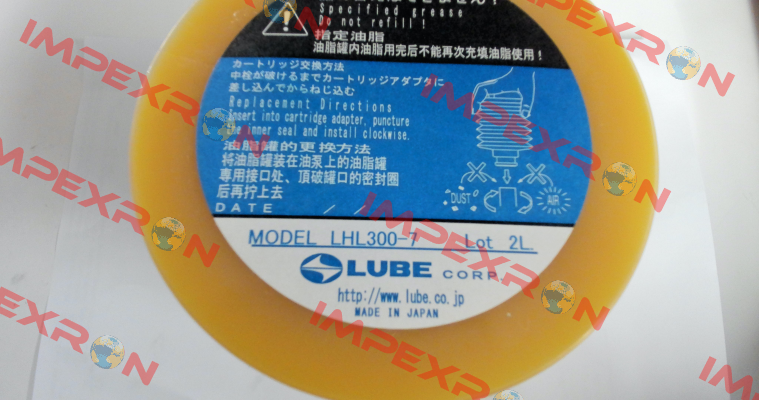 Specified grease
Do not refill !
指定油脂
油脂罐内油脂用完后不能再次充填油脂使用！
カートリッジ交換方法
中栓が破けるまでカートリッジアダプタに
差し込んでからねじ込む
Replacement Directions
Insert into cartridge adapter, puncture
the inner seal and install clockwise.
油脂罐的更换方法
将油脂罐装在油泵上的油脂罐
専用接口处、頂破罐口的密封圈
后再拧上去
DUST
AIR
DATE / /
MODEL LHL300-7 Lot 2L.
LUBE CORP.
http://www.lube.co.jp
MADE IN JAPAN
IMPEXRON
IMPEXRON
IMPEXRON
IMPEXRON
IMPEXRON
IMPEXRON
IMPEXRON